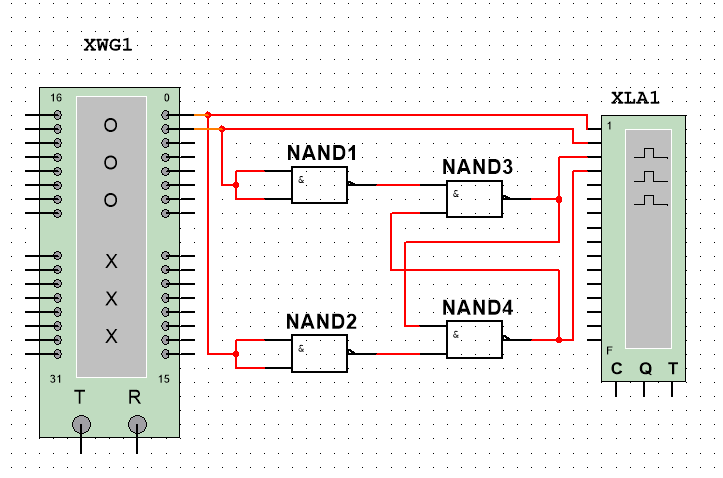 XWG1
16 0
O
O
O
X
X
X
31 15
T R
NAND1
&
NAND3
&
NAND2
&
NAND4
&
XLA1
1
F
C Q T